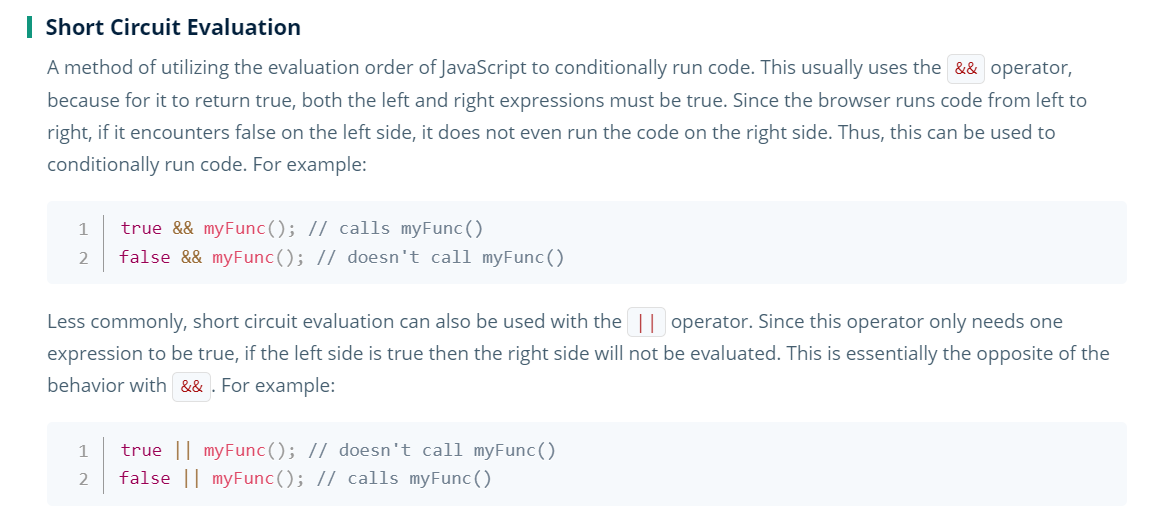 Short Circuit Evaluation
A method of utilizing the evaluation order of JavaScript to conditionally run code. This usually uses the && operator,
because for it to return true, both the left and right expressions must be true. Since the browser runs code from left to
right, if it encounters false on the left side, it does not even run the code on the right side. Thus, this can be used to
conditionally run code. For example:
1 true && myFunc(); // calls myFunc()
2 false && myFunc(); // doesn't call myFunc()
Less commonly, short circuit evaluation can also be used with the || operator. Since this operator only needs one
expression to be true, if the left side is true then the right side will not be evaluated. This is essentially the opposite of the
behavior with &&. For example:
1 true || myFunc(); // doesn't call myFunc()
2 false || myFunc(); // calls myFunc()